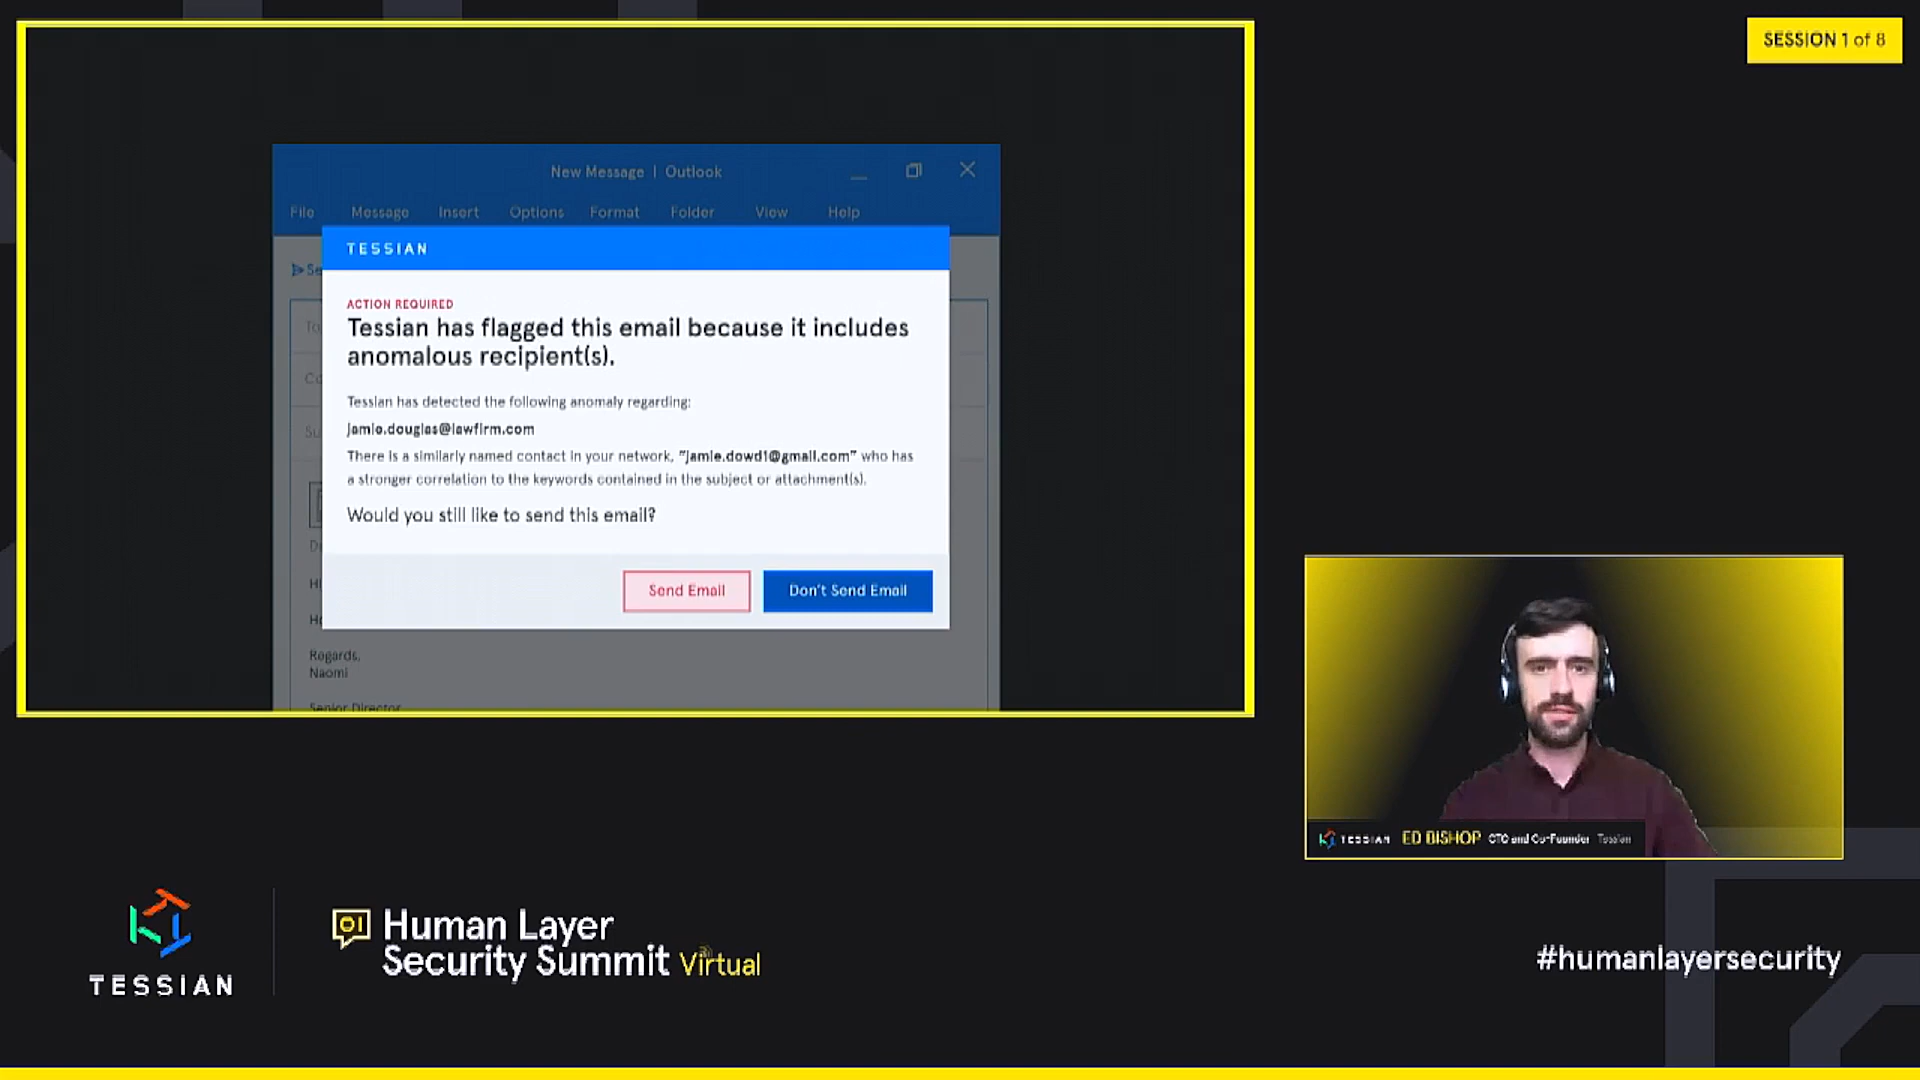 SESSION 1 of 8
New Message | Outlook
File Message Insert Options Format Folder View Help
TESSIAN
Se
ACTION REQUIRED
Tessian has flagged this email because it includes
anomalous recipient(s).
To
Tessian has detected the following anomaly regarding:
Cc
jamie.douglas@lawfirm.com
Su
There is a similarly named contact in your network, "jamie.dowd1@gmail.com" who has
a stronger correlation to the keywords contained in the subject or attachment(s).
Would you still like to send this email?
Send Email Don't Send Email
Regards,
Naomi
Senior Director
TESSIAN ED BISHOP CTO and Co-Founder Tessian
Human Layer
Security Summit Virtual
TESSIAN
#humanlayersecurity